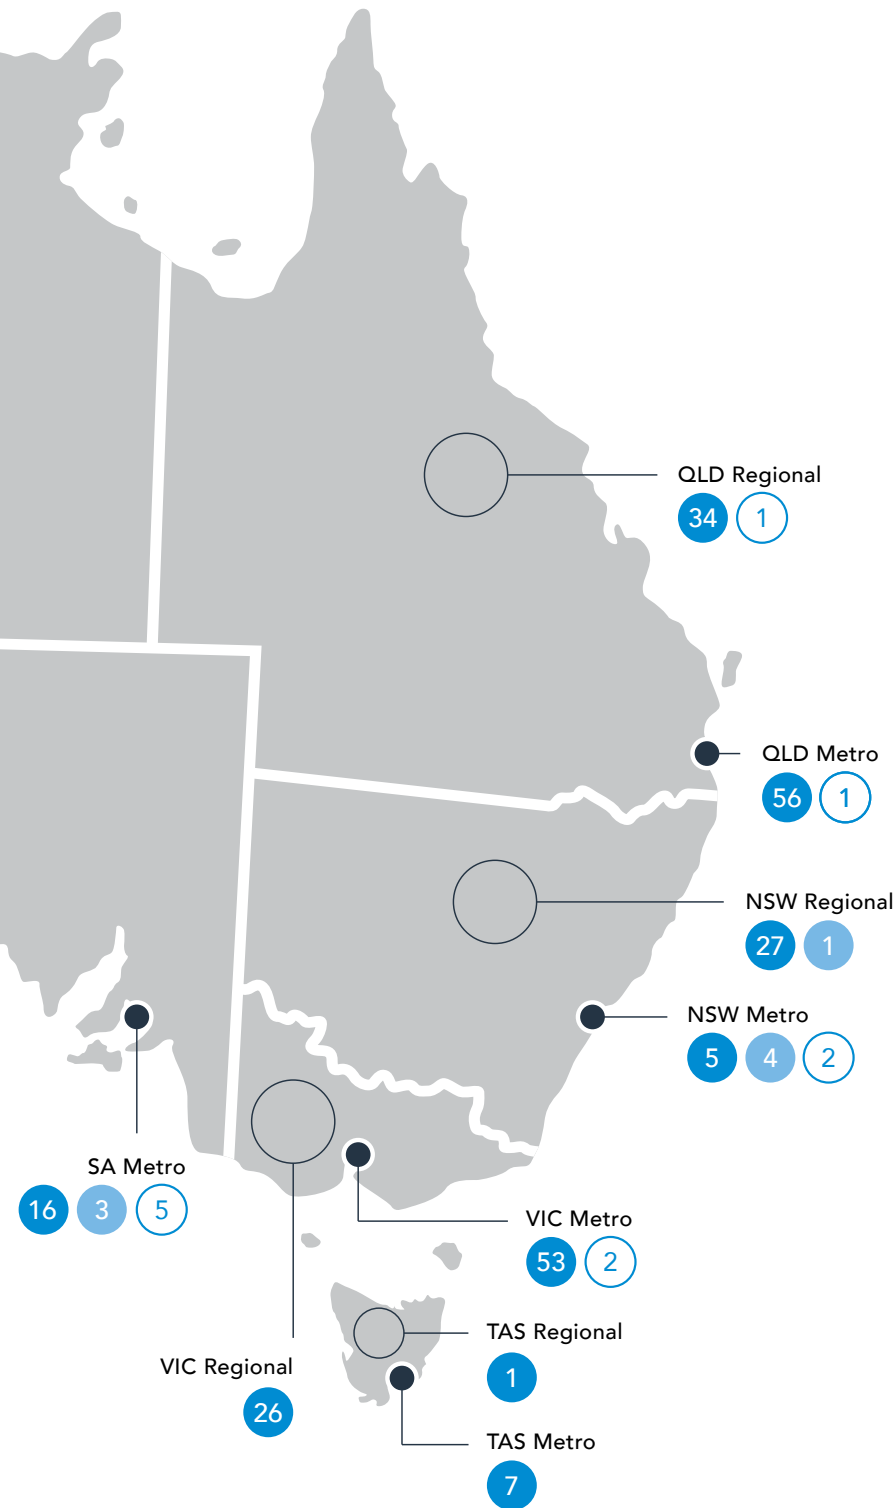 QLD Regional
34 1
QLD Metro
56 1
NSW Regional
27 1
NSW Metro
5 4 2
SA Metro
16 3 5
VIC Metro
53 2
TAS Regional
1
VIC Regional
26
TAS Metro
7